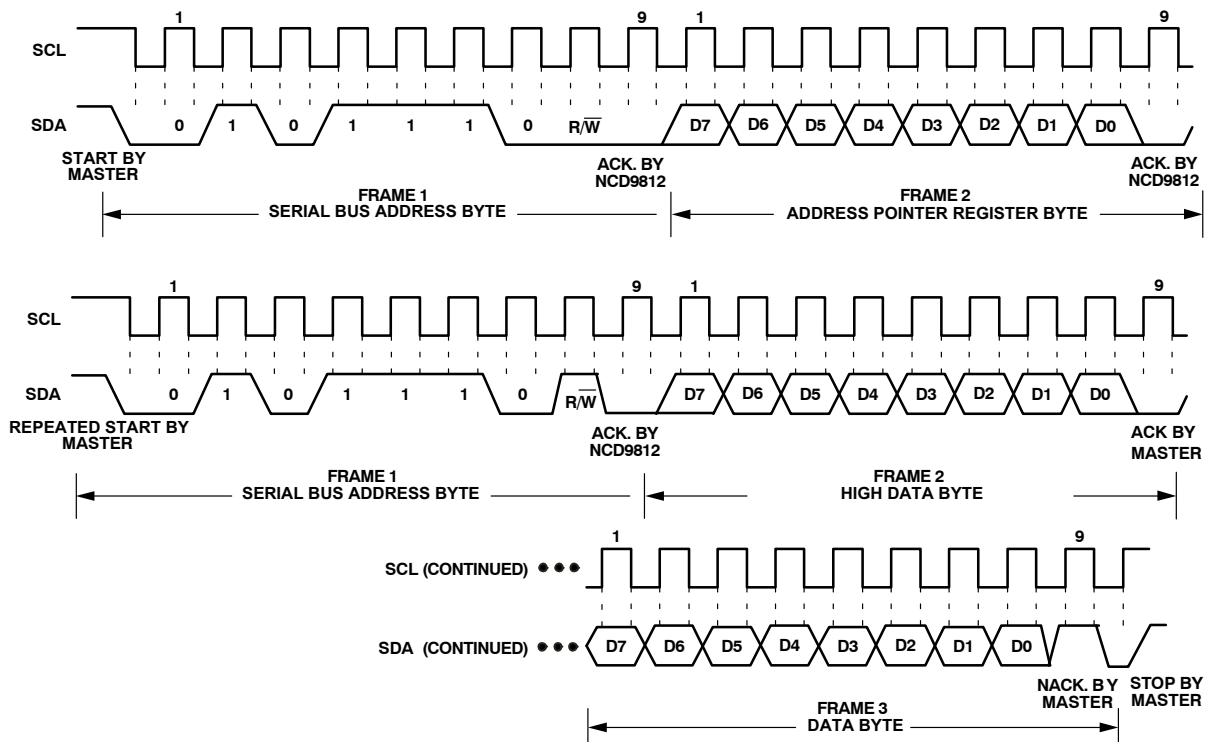 1 9 1 9
SCL
SDA 0 1 0 1 1 1 0 R/W D7 D6 D5 D4 D3 D2 D1 D0
START BY
MASTER
ACK. BY
NCD9812
ACK. BY
NCD9812
FRAME 1
SERIAL BUS ADDRESS BYTE
FRAME 2
ADDRESS POINTER REGISTER BYTE
1 9 1 9
SCL
SDA 0 1 0 1 1 1 0 R/W D7 D6 D5 D4 D3 D2 D1 D0
REPEATED START BY
MASTER
ACK. BY
NCD9812
ACK BY
MASTER
FRAME 1
SERIAL BUS ADDRESS BYTE
FRAME 2
HIGH DATA BYTE
1 9
SCL (CONTINUED)
SDA (CONTINUED) D7 D6 D5 D4 D3 D2 D1 D0
NACK. BY
MASTER
STOP BY
MASTER
FRAME 3
DATA BYTE